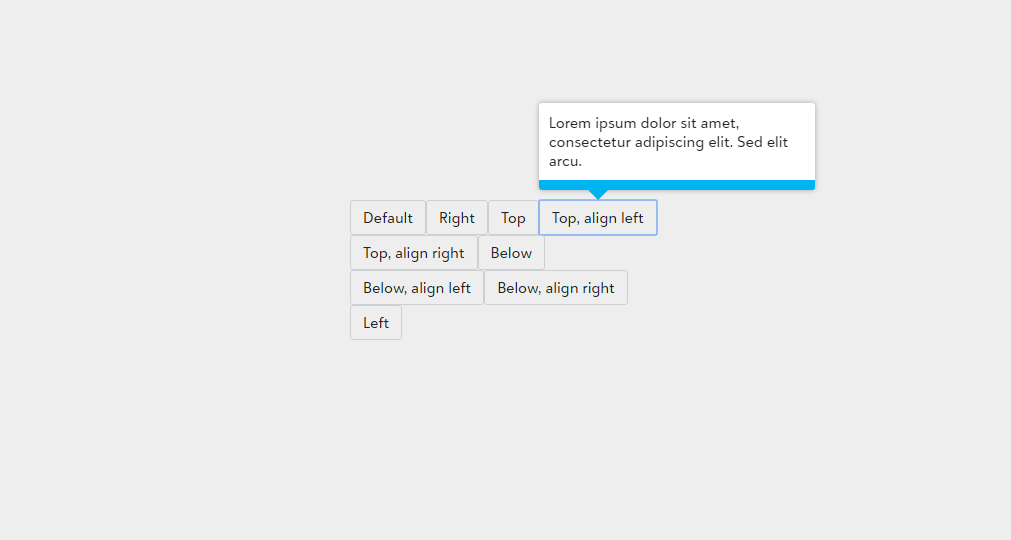 Lorem ipsum dolor sit amet,
consectetur adipiscing elit. Sed elit
arcu.
Default Right Top Top, align left
Top, align right Below
Below, align left Below, align right
Left